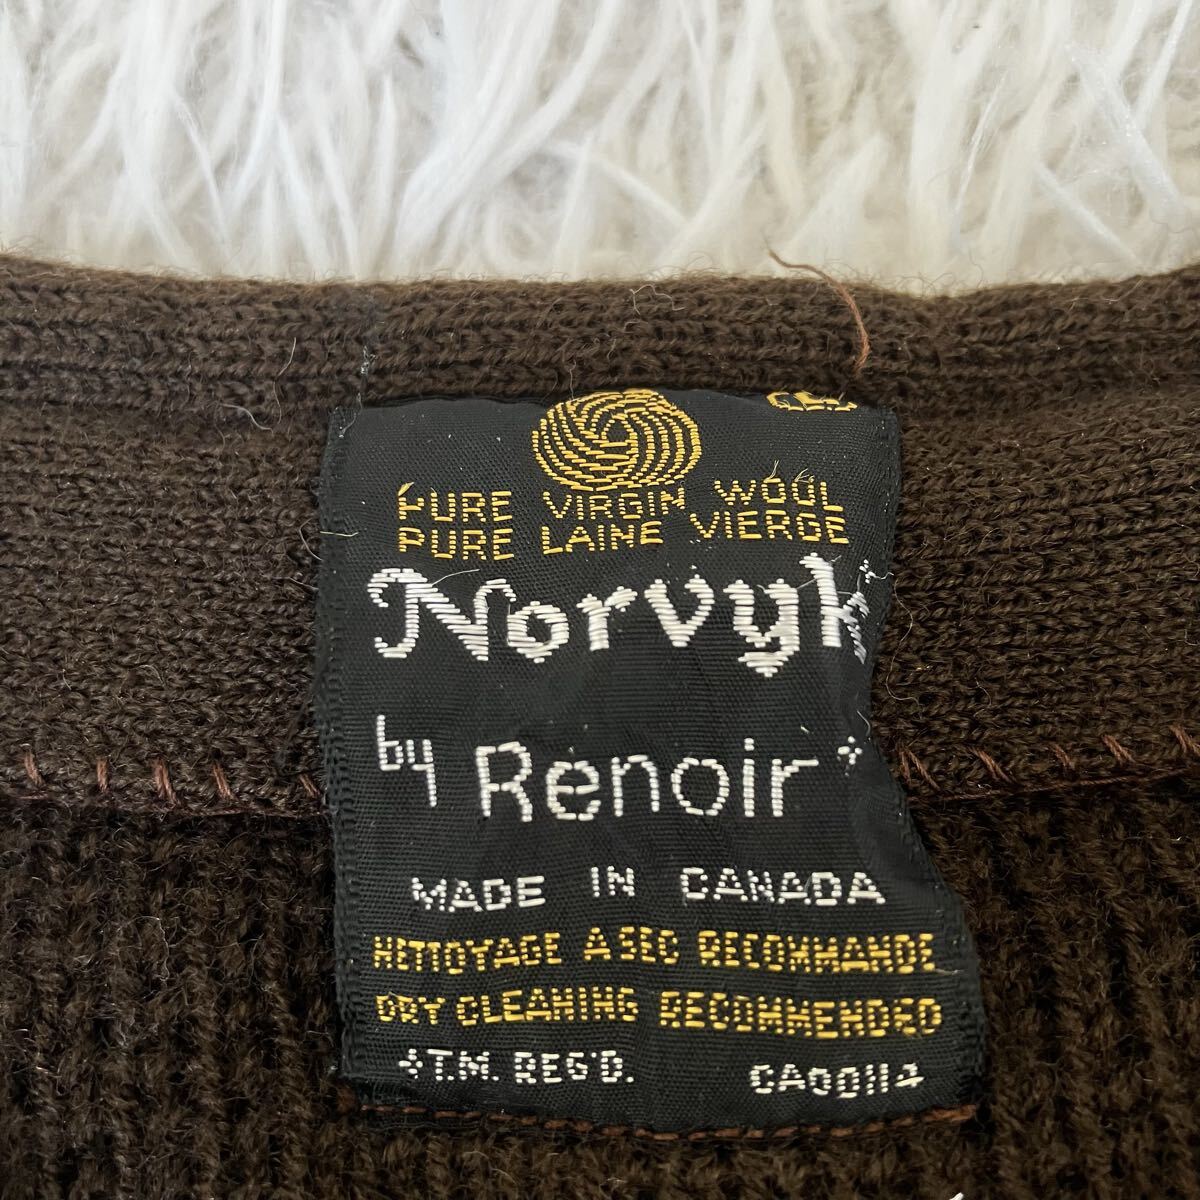 PURE VIRGIN WOOL
PURE LAINE VIERGE
Norvyk
by Renoir
MADE IN CANADA
NETTOYAGE A SEC RECOMMANDE
DRY CLEANING RECOMMENDED
T.M. REG'D. CA00114